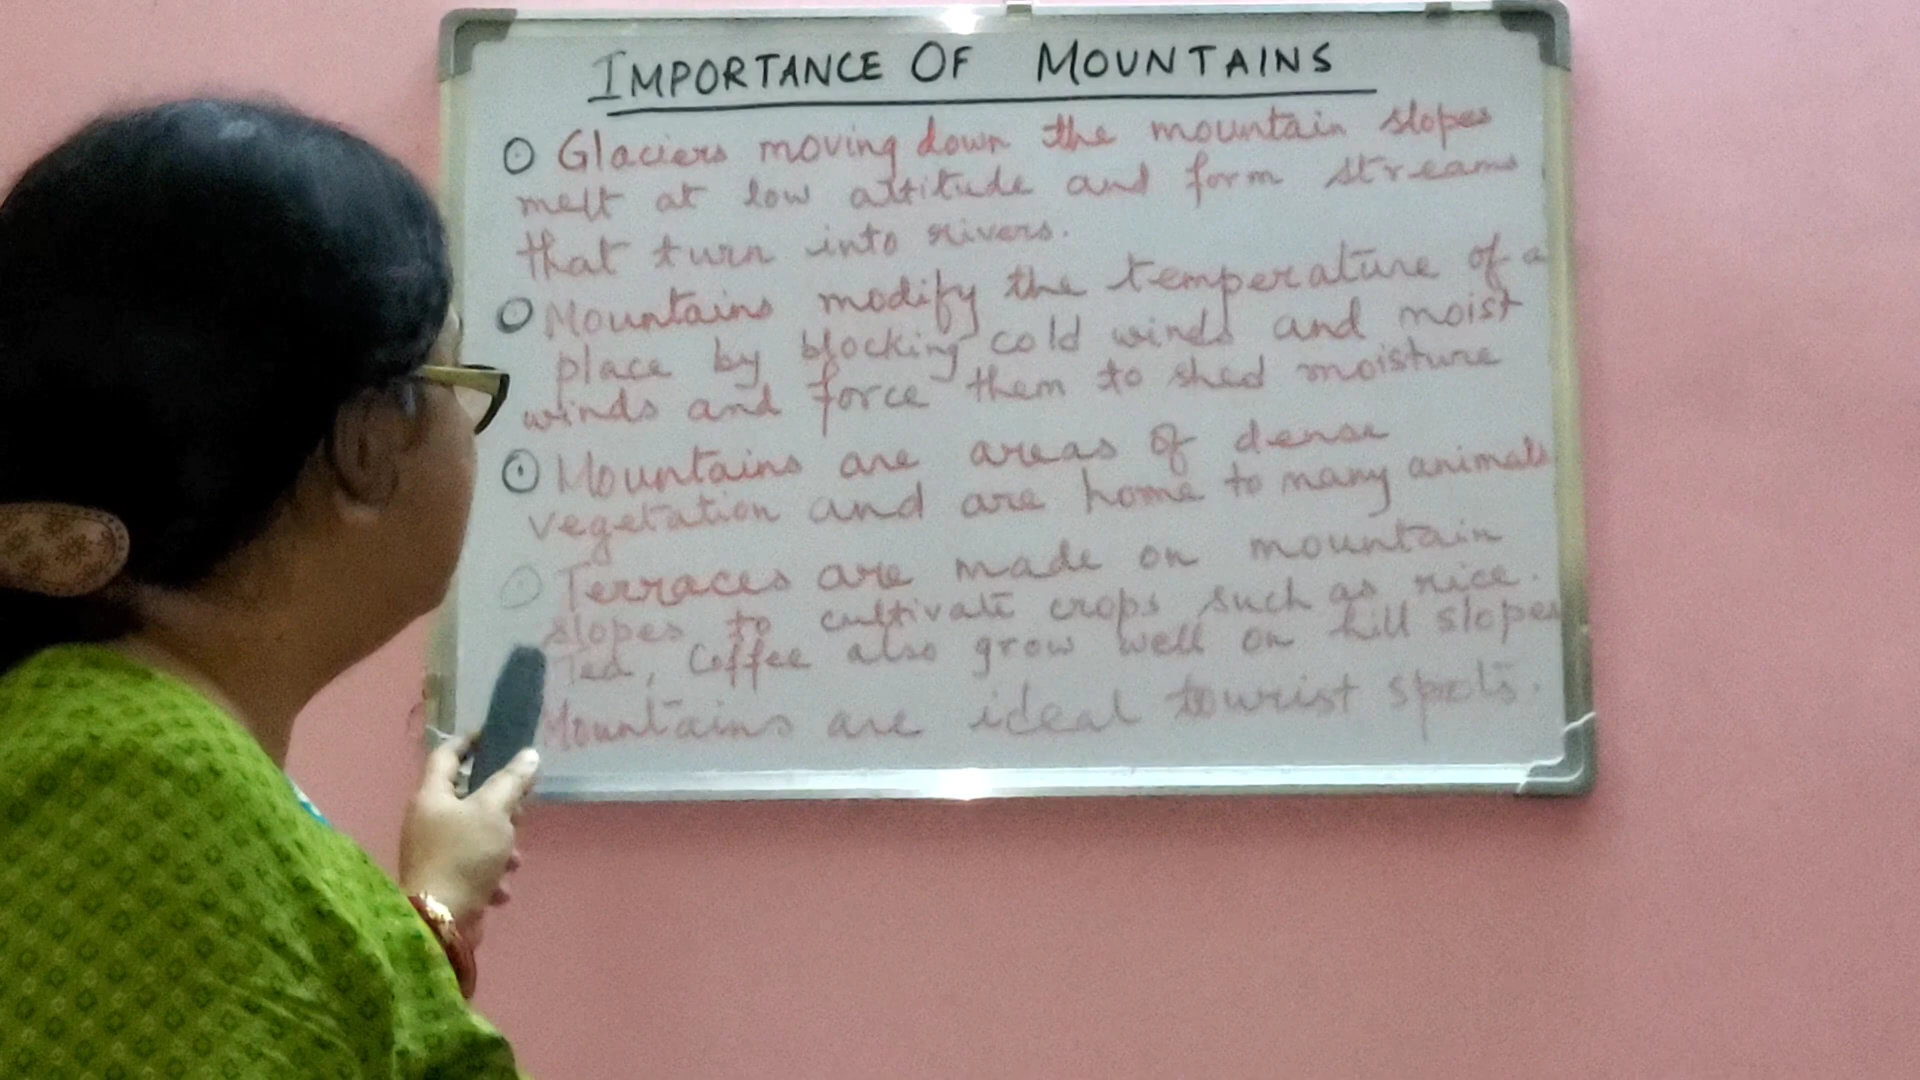 IMPORTANCE OF MOUNTAINS
Glaciers moving down the mountain slopes
melt at low altitude and form streams
that turn into rivers.
Mountains modify the temperature of a
place by blocking cold winds and moist
winds and force them to shed moisture
Mountains are areas of dense
vegetation and are home to many animals
Terraces are made on mountain
slopes to cultivate crops such as rice.
Tea, Coffee also grow well on hill slopes
Mountains are ideal tourist spots.